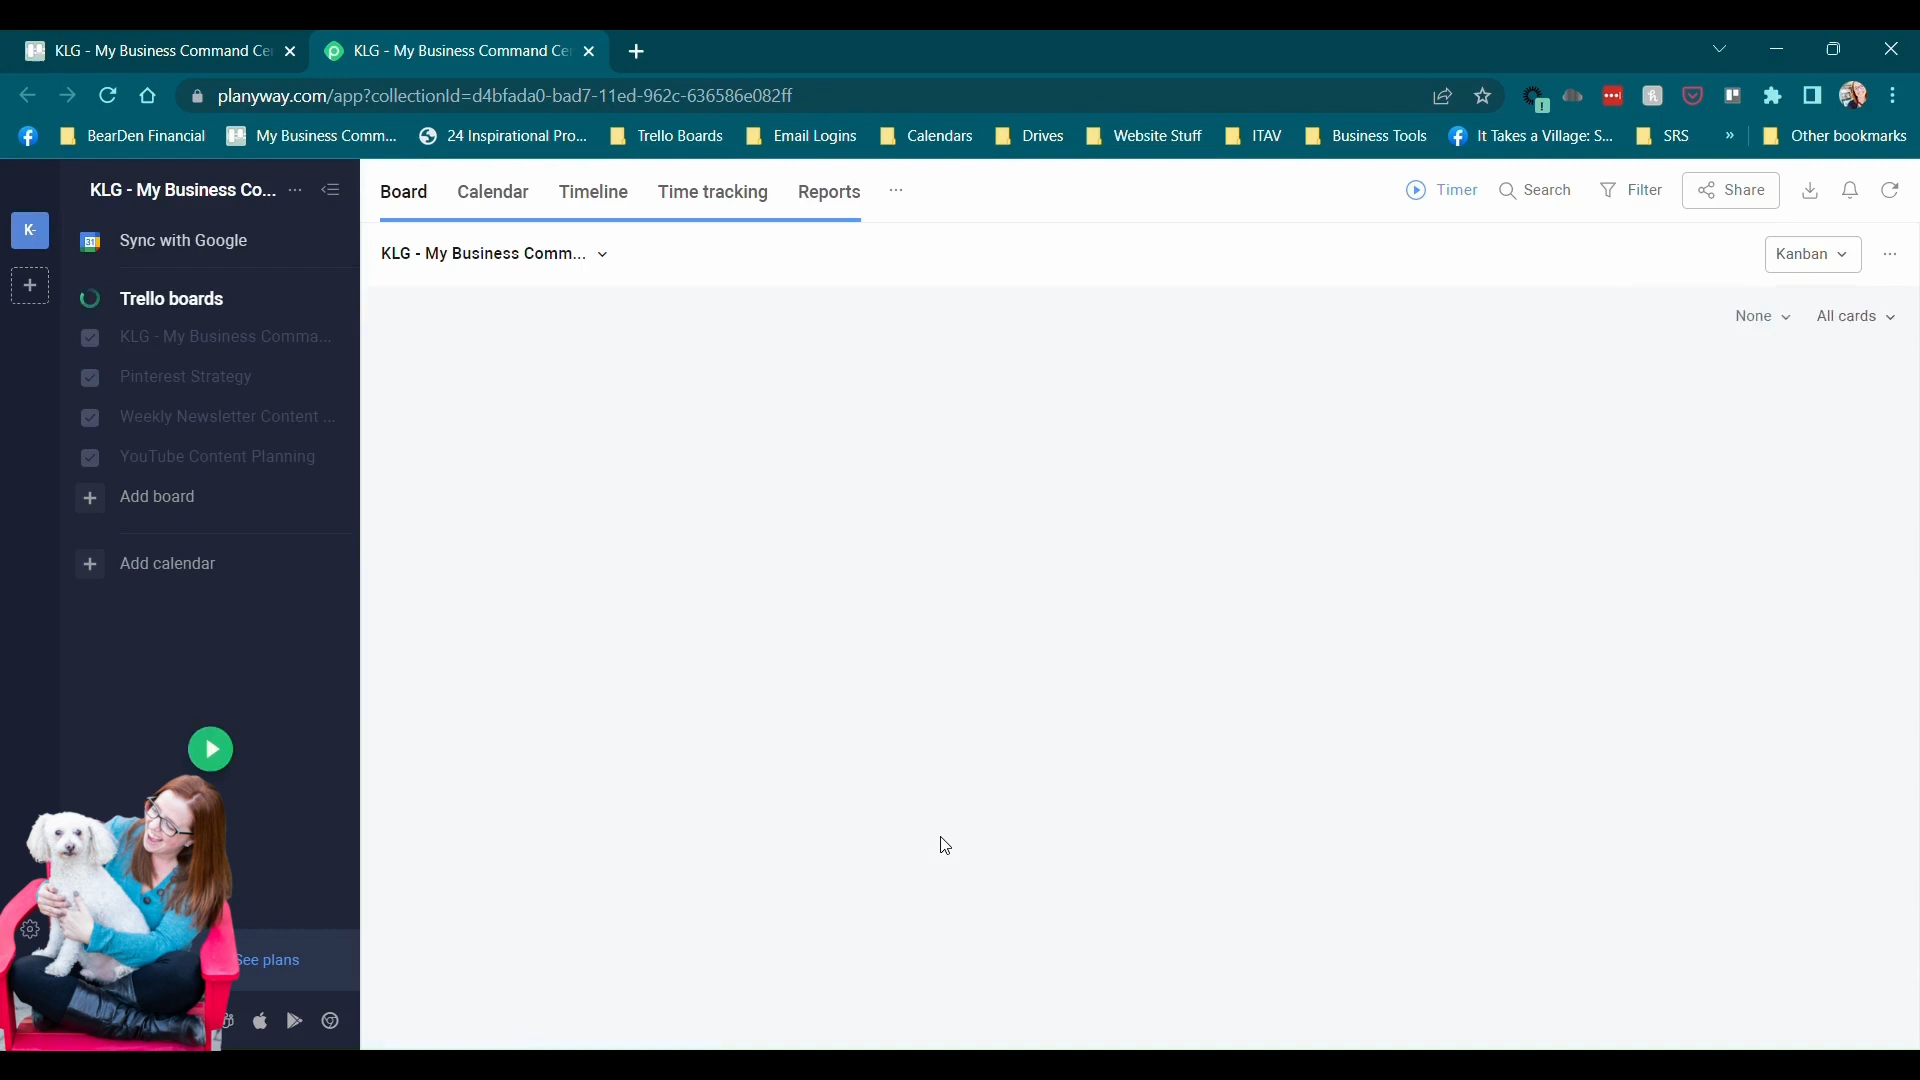 KLG - My Business Command Ce
KLG - My Business Command Ce
planyway.com/app?collectionId=d4bfada0-bad7-11ed-962c-636586e082ff
BearDen Financial
My Business Comm...
24 Inspirational Pro...
Trello Boards
Email Logins
Calendars
Drives
Website Stuff
ITAV
Business Tools
It Takes a Village: S...
SRS
»
Other bookmarks
KLG - My Business Co...
K-
Sync with Google
Trello boards
KLG - My Business Comma...
Pinterest Strategy
Weekly Newsletter Content ...
YouTube Content Planning
Add board
Add calendar
See plans
Board
Calendar
Timeline
Time tracking
Reports
Timer
Search
Filter
Share
KLG - My Business Comm...
Kanban
None
All cards